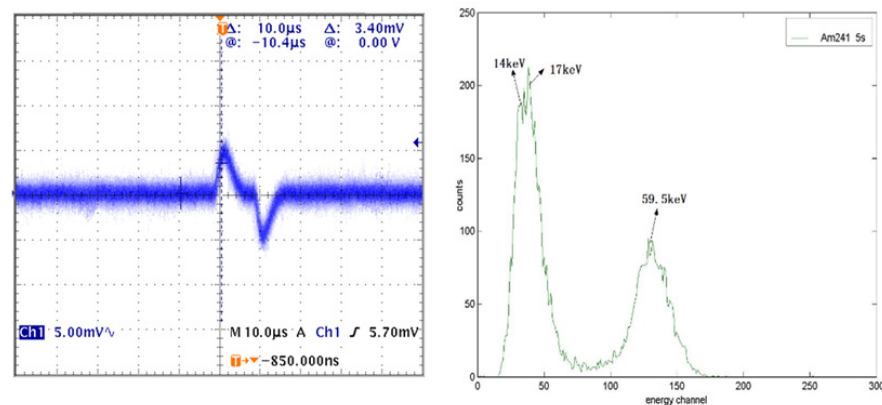 Δ: 10.0μs Δ: 3.40mV
@: −10.4μs @: 0.00 V
Ch1 5.00mV∿ M 10.0μs A Ch1 ʃ 5.70mV
T→▾ −850.000ns
250
200
150
100
50
0
counts
Am241 5s
14keV
17keV
59.5keV
0 50 100 150 200 250 300
energy channel